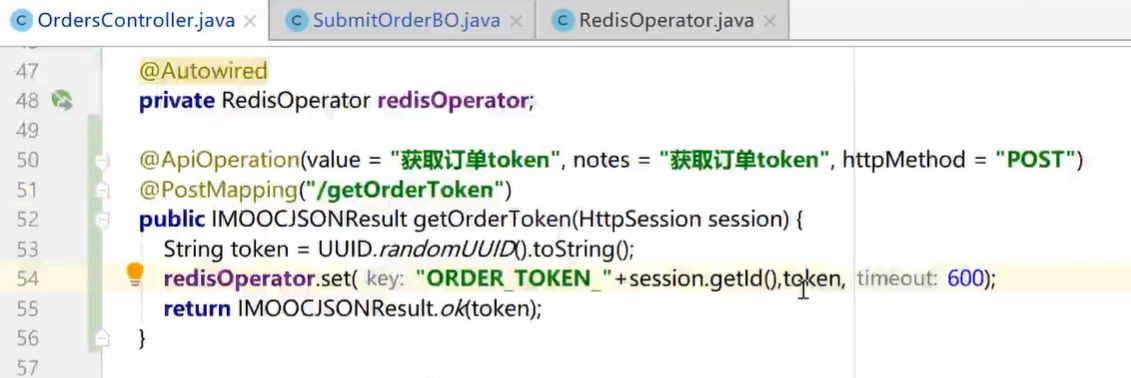 OrdersController.java SubmitOrderBO.java RedisOperator.java
47 @Autowired
48 private RedisOperator redisOperator;
49
50 @ApiOperation(value = "获取订单token", notes = "获取订单token", httpMethod = "POST")
51 @PostMapping("/getOrderToken")
52 public IMOOCJSONResult getOrderToken(HttpSession session) {
53 String token = UUID.randomUUID().toString();
54 redisOperator.set( key: "ORDER_TOKEN_"+session.getId(),token, timeout: 600);
55 return IMOOCJSONResult.ok(token);
56 }
57